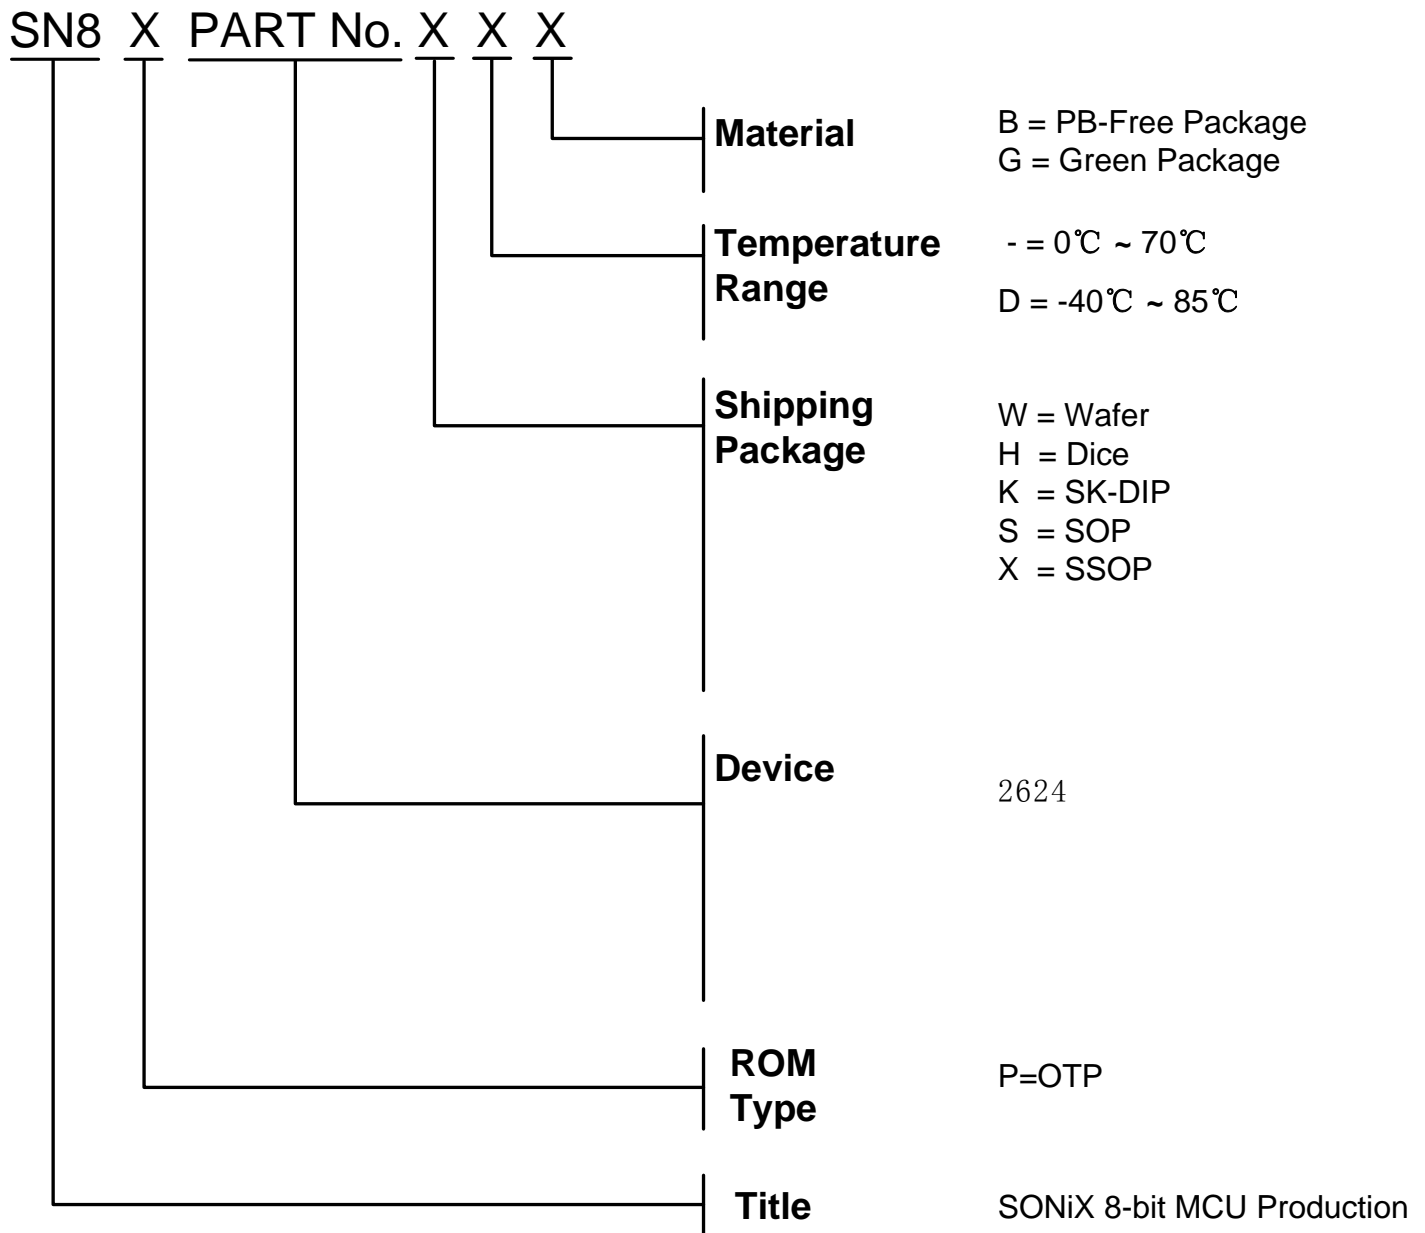 SN8 X PART No. X X X
Material
B = PB-Free Package
G = Green Package
Temperature
Range
- = 0℃ ~ 70℃
D = -40℃ ~ 85℃
Shipping
Package
W = Wafer
H = Dice
K = SK-DIP
S = SOP
X = SSOP
Device
2624
ROM
Type
P=OTP
Title
SONiX 8-bit MCU Production